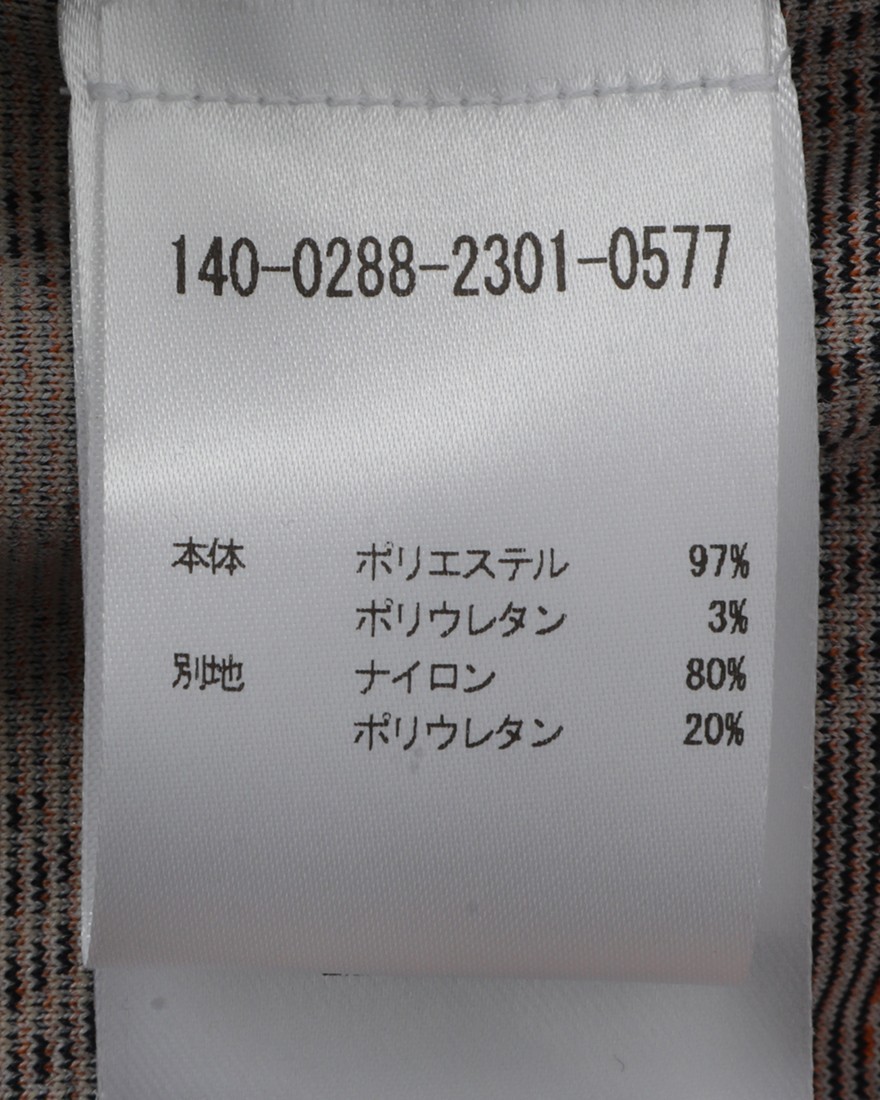 140-0288-2301-0577
本体 ポリエステル 97%
ポリウレタン 3%
別地 ナイロン 80%
ポリウレタン 20%